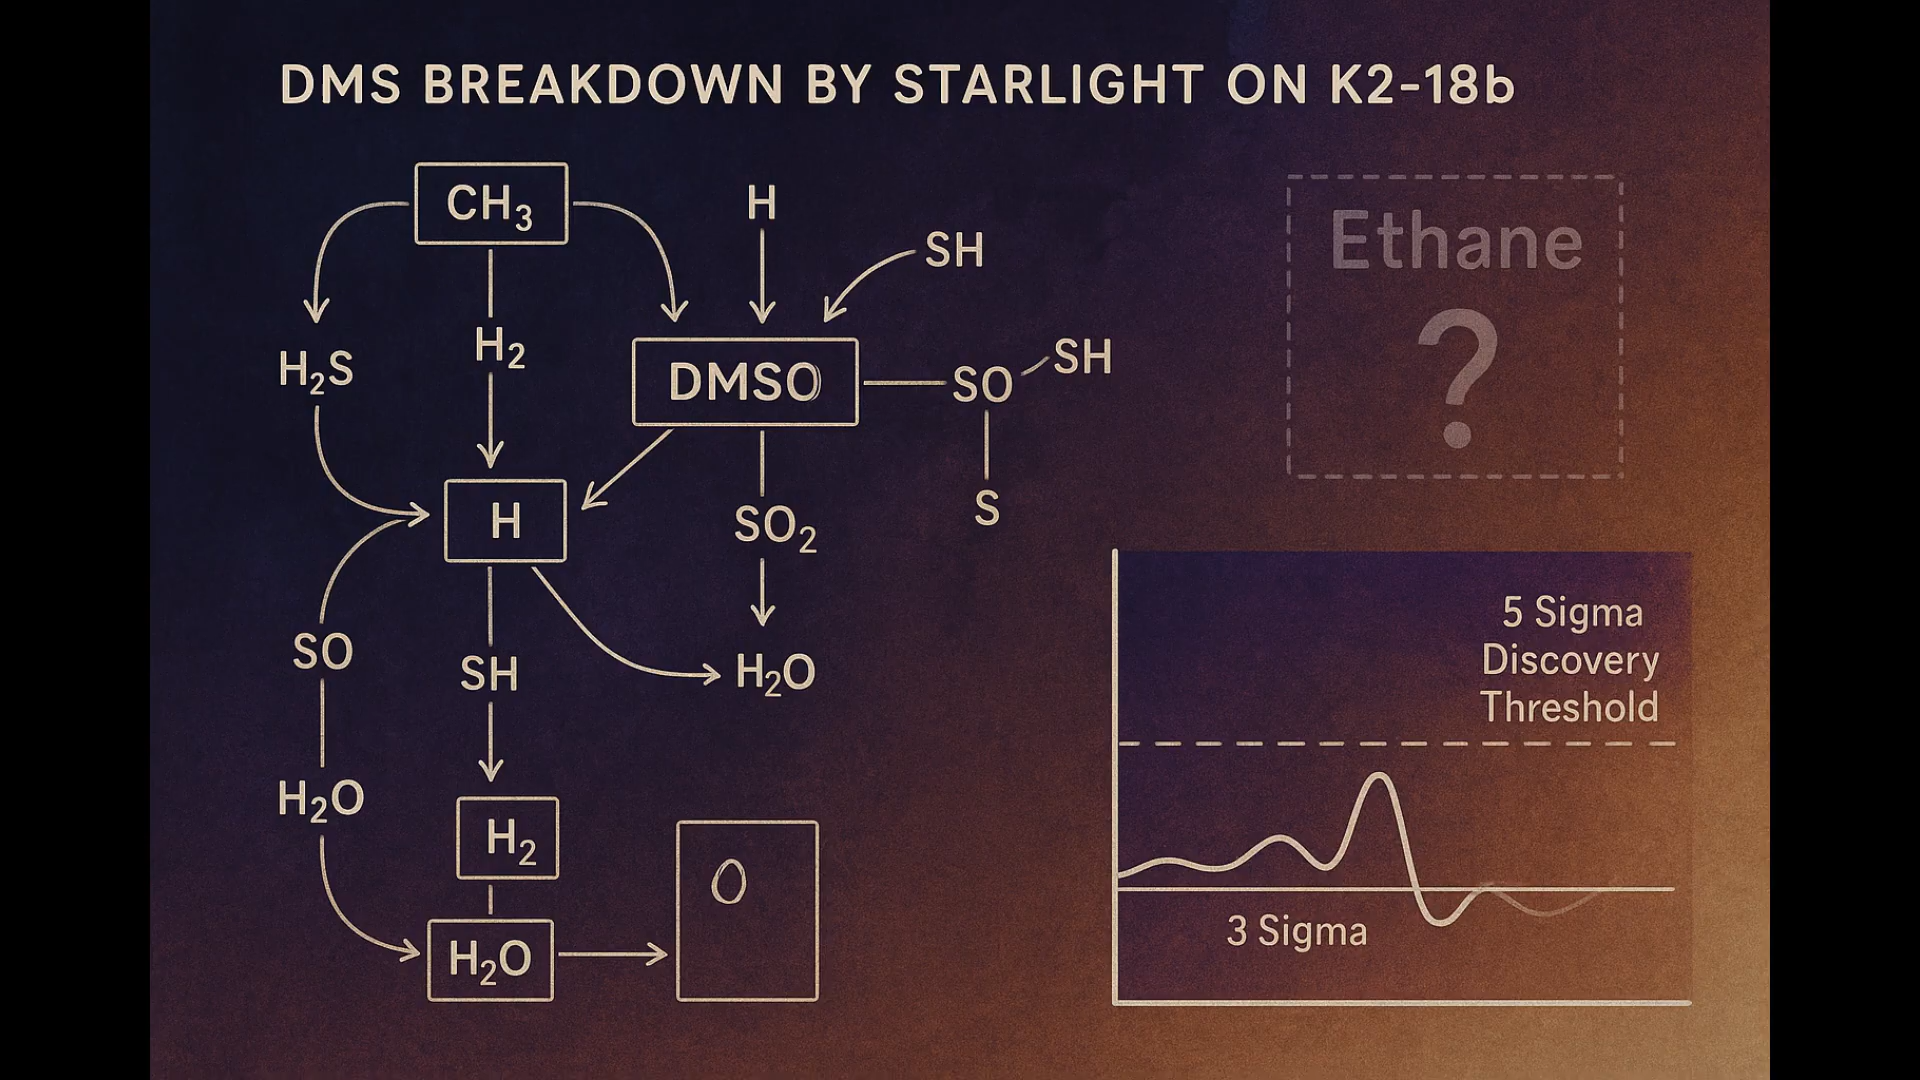 DMS BREAKDOWN BY STARLIGHT ON K2-18b
CH3
H
SH
Ethane
?
H2S
H2
DMSO
SO
SH
H
SO2
S
SO
SH
H2O
H2O
H2
O
H2O
5 Sigma
Discovery
Threshold
3 Sigma